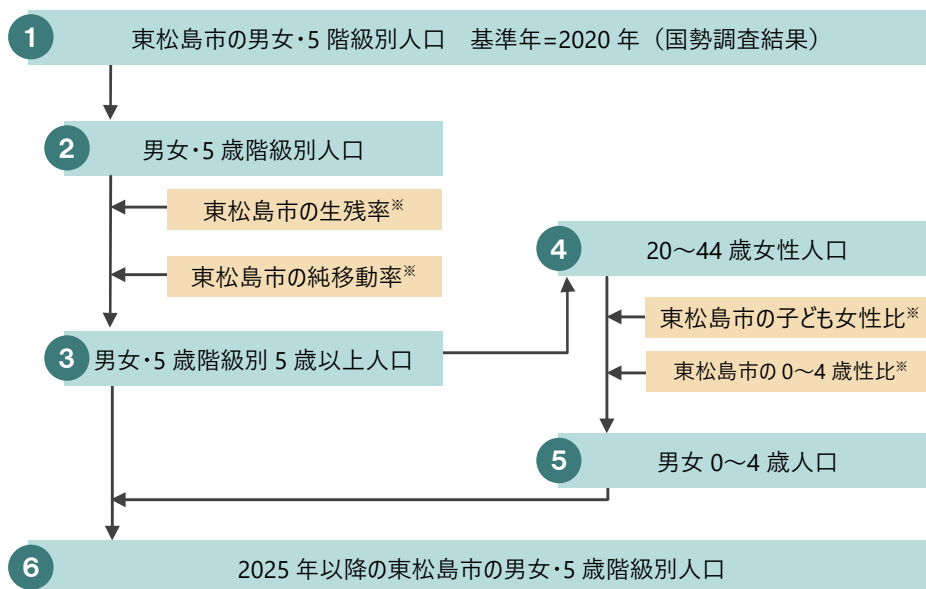 1 東松島市の男女・5 階級別人口 基準年=2020 年（国勢調査結果）
2 男女・5 歳階級別人口
東松島市の生残率※
東松島市の純移動率※
3 男女・5 歳階級別 5 歳以上人口
4 20～44 歳女性人口
東松島市の子ども女性比※
東松島市の 0～4 歳性比※
5 男女 0～4 歳人口
6 2025 年以降の東松島市の男女・5 歳階級別人口